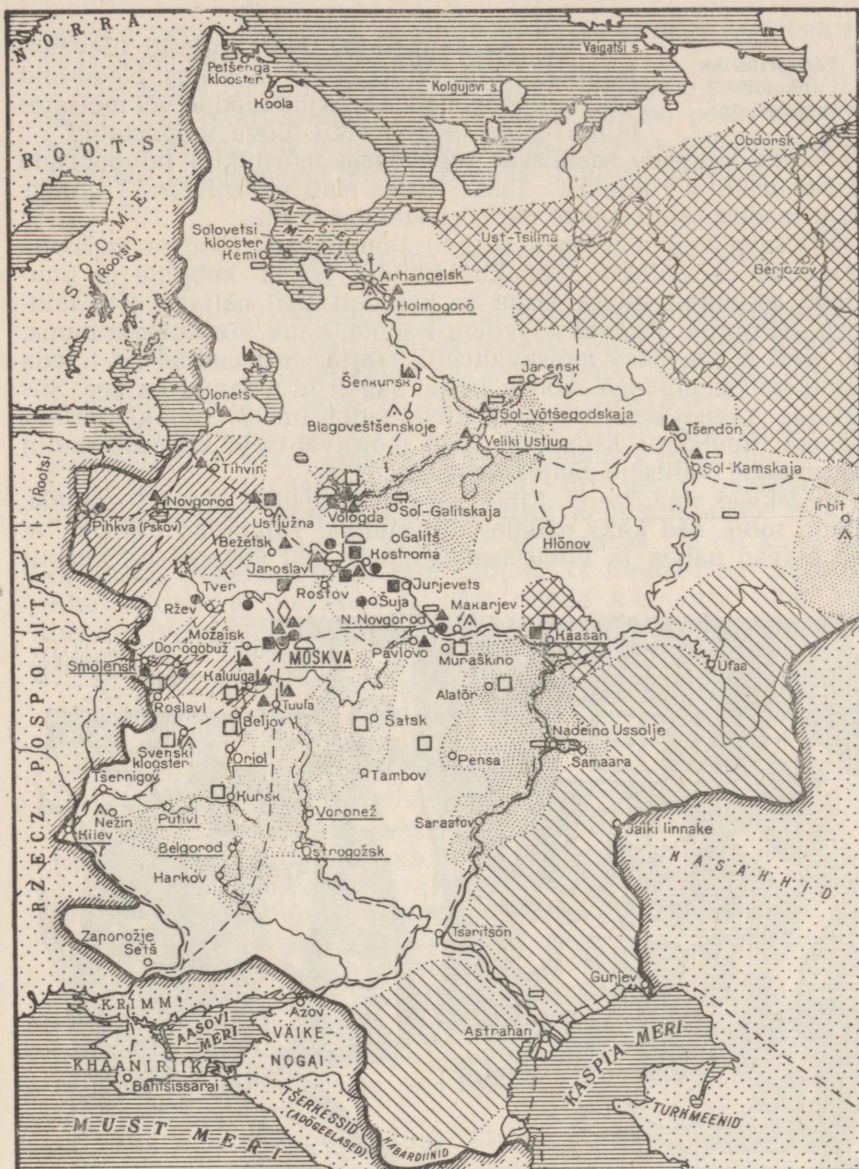 NORRA
Petšenga
klooster
Koola
Vaigatši s.
Kolgujevi s.
Obdorsk
ROOTSI
SOOME
(Rootsi)
VALGE
MERI
Solovetsi
klooster
Kemi
Ust-Tsilina
Berjozov
Arhangelsk
Holmogorõ
Jarensk
Šenkursk
Olonets
Blagoveštšenskoje
Sol-Võtšegodskaja
Veliki Ustjug
Tšerdõn
Sol-Kamskaja
(Rootsi)
Tihvin
Novgorod
Pihkva (Pskov)
Ustjužna
Vologda
Sol-Galitskaja
Irbit
Bežetsk
Galitš
Hlõnov
Kostroma
Jaroslavl
Rostov
Jurjevets
Tver
Ržev
Šuja
Makarjev
N. Novgorod
Kaasan
Možaisk
Dorogobuž
MOSKVA
Pavlovo
Muraškino
Ufaa
Smolensk
Kaluuga
Alatõr
Roslavl
Tuula
Beljov
Šatsk
Nadeino Ussolje
Svenski
klooster
Orjol
Pensa
Samaara
Tšernigov
Tambov
Kursk
Nežin
Putivl
Voronež
Saraatov
Jaiki linnake
Kiiev
Belgorod
Ostrogožsk
KASAHHID
Harkov
RZECZ POSPOLITA
Zaporožje
Setš
Tsaritsõn
Gurjev
KRIMMI
Azov
AASOVI
MERI
VÄIKE-
NOGAI
Astrahan
KHAANIRIIK
Bahtsissarai
KASPIA MERI
TŠERKESSID
(ADÕGEELASED)
KABARDIINID
TURKMEENID
MUST MERI